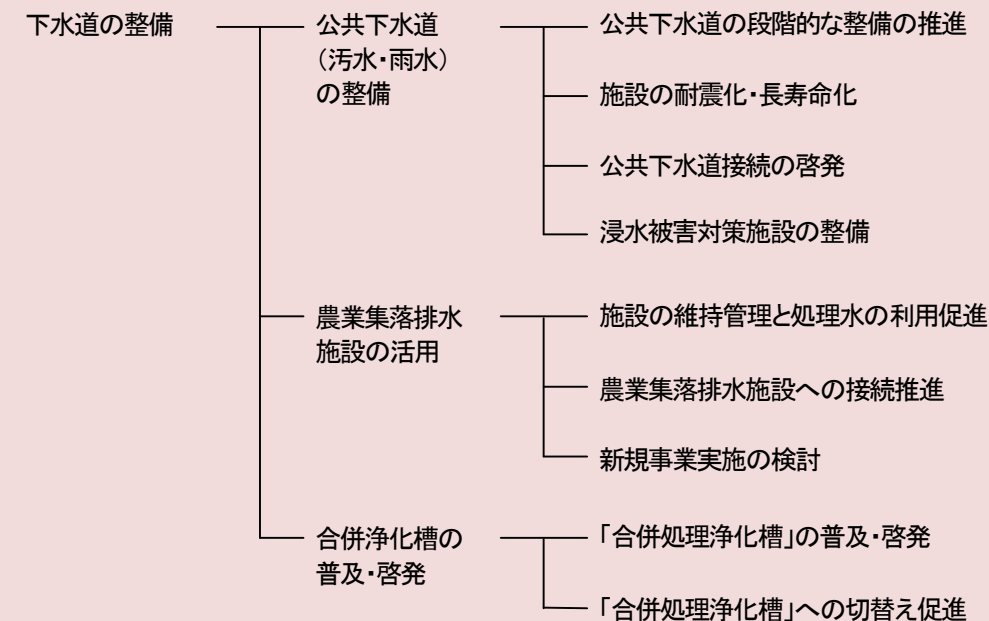 下水道の整備
公共下水道
(汚水・雨水)
の整備
公共下水道の段階的な整備の推進
施設の耐震化・長寿命化
公共下水道接続の啓発
浸水被害対策施設の整備
農業集落排水
施設の活用
施設の維持管理と処理水の利用促進
農業集落排水施設への接続推進
新規事業実施の検討
合併浄化槽の
普及・啓発
「合併処理浄化槽」の普及・啓発
「合併処理浄化槽」への切替え促進